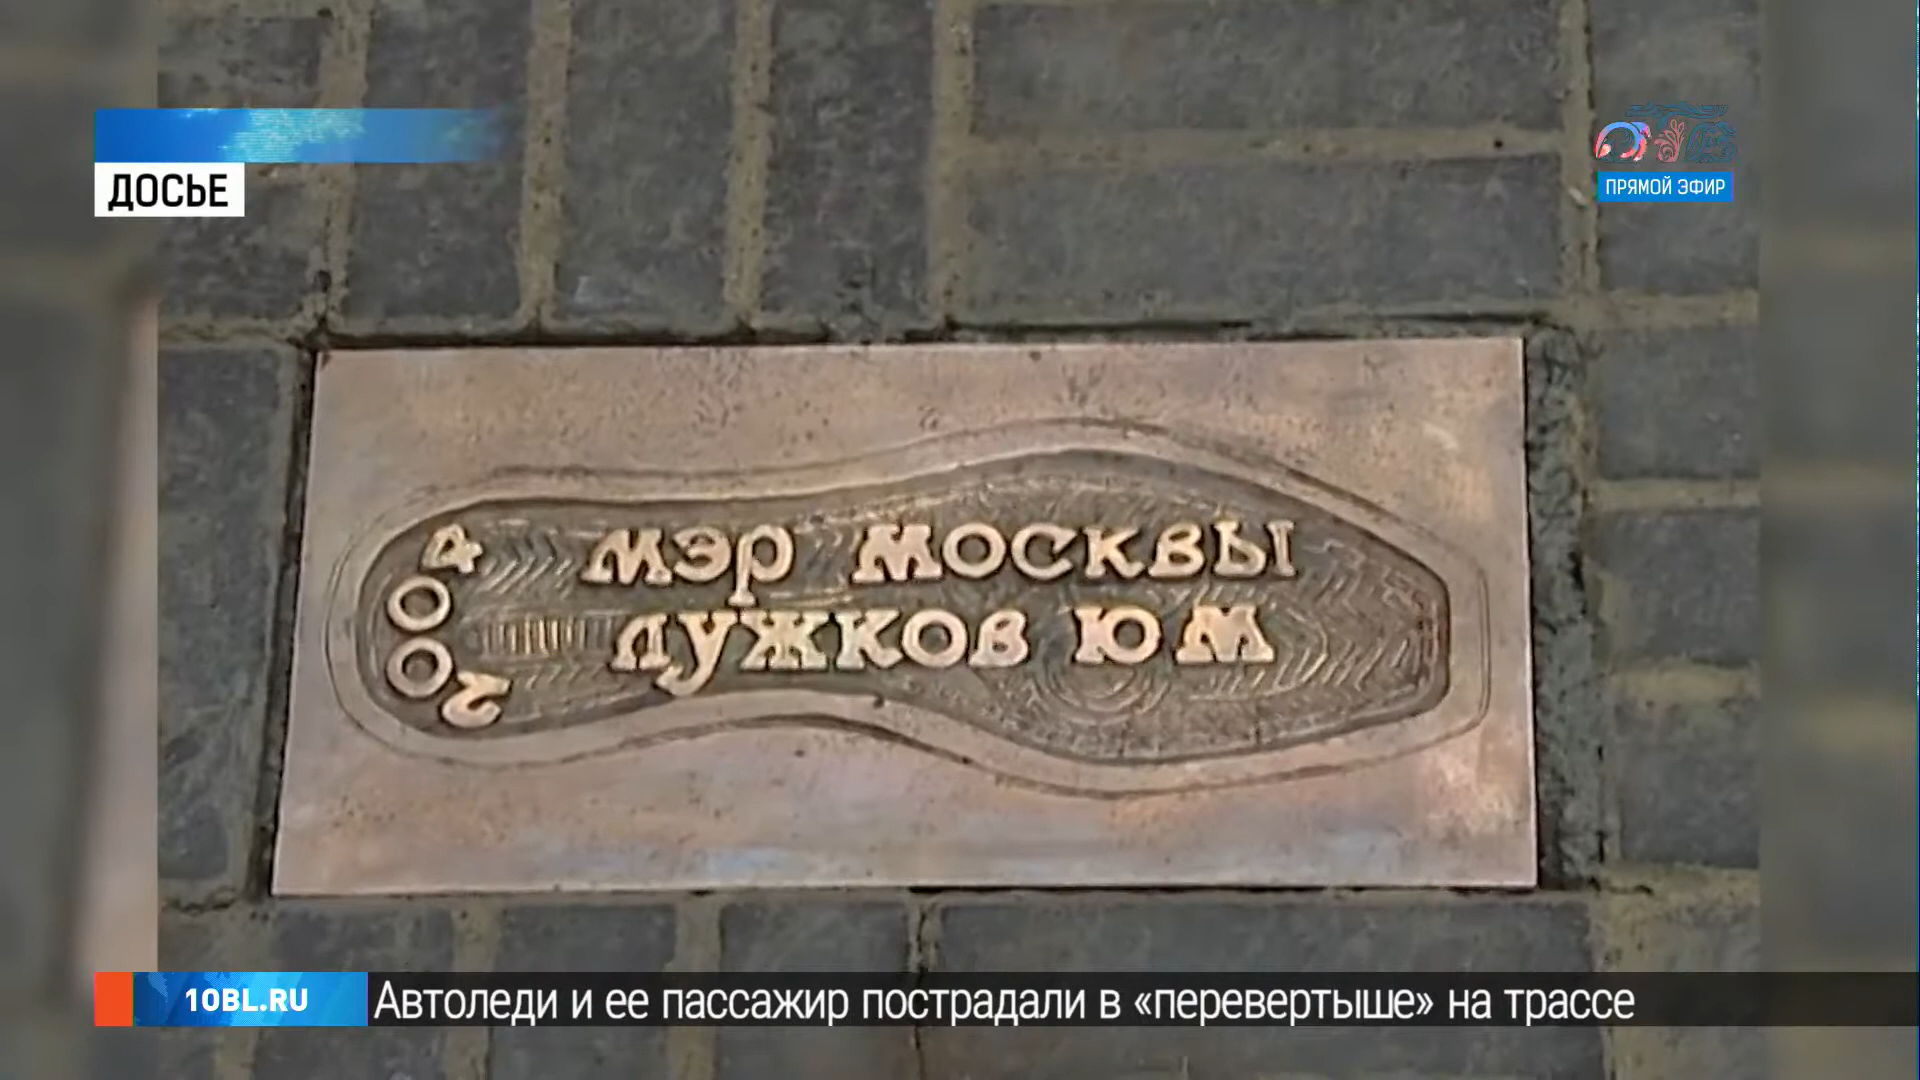 ДОСЬЕ
ПРЯМОЙ ЭФИР
мэр москвы
лужков юм
2004
10BL.RU
Автоледи и ее пассажир пострадали в «перевертыше» на трассе